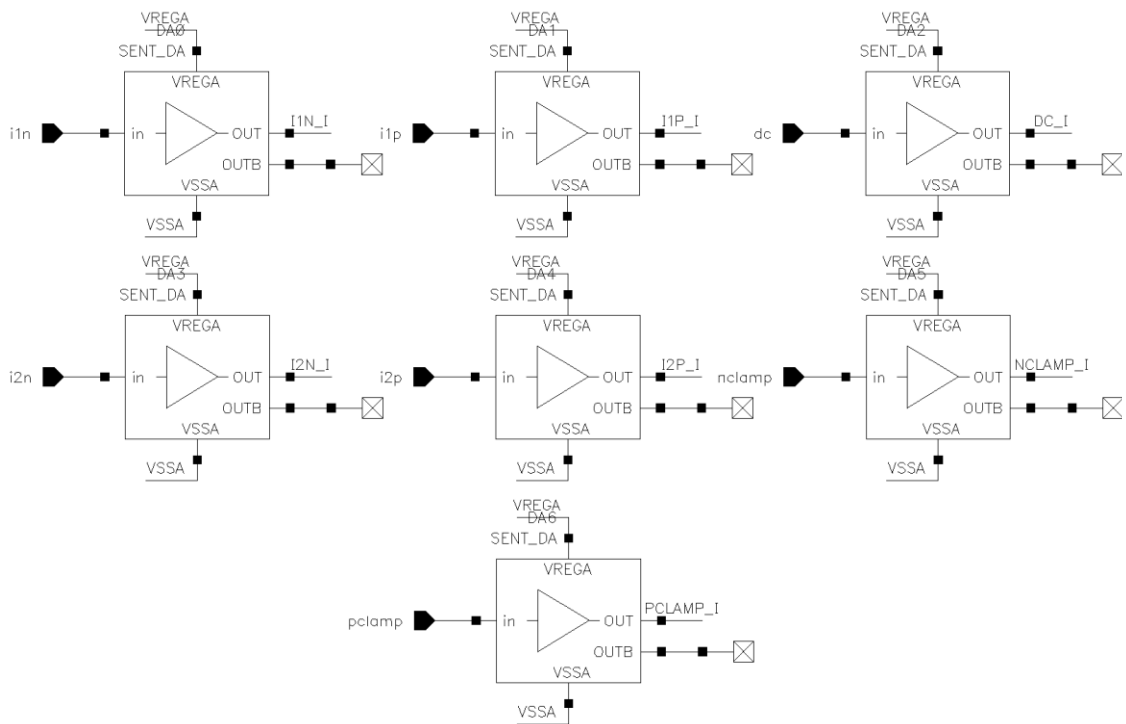 VREGA VREGA VREGA
DA0 DA1 DA2
SENT_DA SENT_DA SENT_DA
VREGA VREGA VREGA
i1n in OUT I1N_I i1p in OUT I1P_I dc in OUT DC_I
OUTB OUTB OUTB
VSSA VSSA VSSA
VSSA VSSA VSSA
VREGA VREGA VREGA
DA3 DA4 DA5
SENT_DA SENT_DA SENT_DA
VREGA VREGA VREGA
i2n in OUT I2N_I i2p in OUT I2P_I nclamp in OUT NCLAMP_I
OUTB OUTB OUTB
VSSA VSSA VSSA
VSSA VSSA VSSA
VREGA
DA6
SENT_DA
VREGA
pclamp in OUT PCLAMP_I
OUTB
VSSA
VSSA